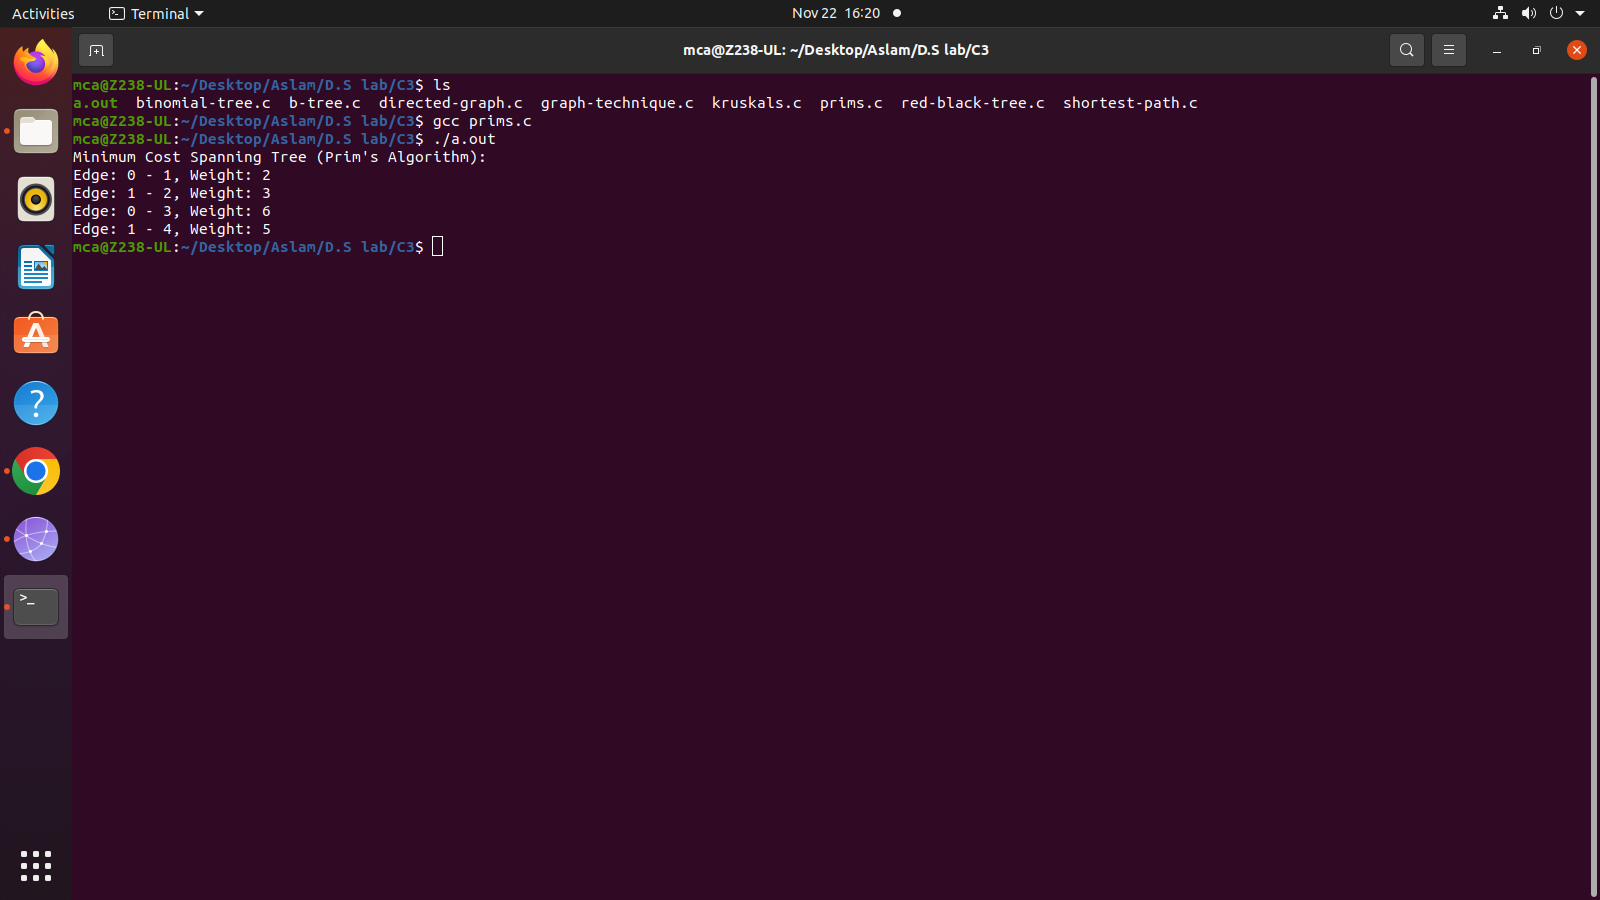 Activities Terminal Nov 22 16:20
mca@Z238-UL: ~/Desktop/Aslam/D.S lab/C3
mca@Z238-UL:~/Desktop/Aslam/D.S lab/C3$ ls
a.out binomial-tree.c b-tree.c directed-graph.c graph-technique.c kruskals.c prims.c red-black-tree.c shortest-path.c
mca@Z238-UL:~/Desktop/Aslam/D.S lab/C3$ gcc prims.c
mca@Z238-UL:~/Desktop/Aslam/D.S lab/C3$ ./a.out
Minimum Cost Spanning Tree (Prim's Algorithm):
Edge: 0 - 1, Weight: 2
Edge: 1 - 2, Weight: 3
Edge: 0 - 3, Weight: 6
Edge: 1 - 4, Weight: 5
mca@Z238-UL:~/Desktop/Aslam/D.S lab/C3$